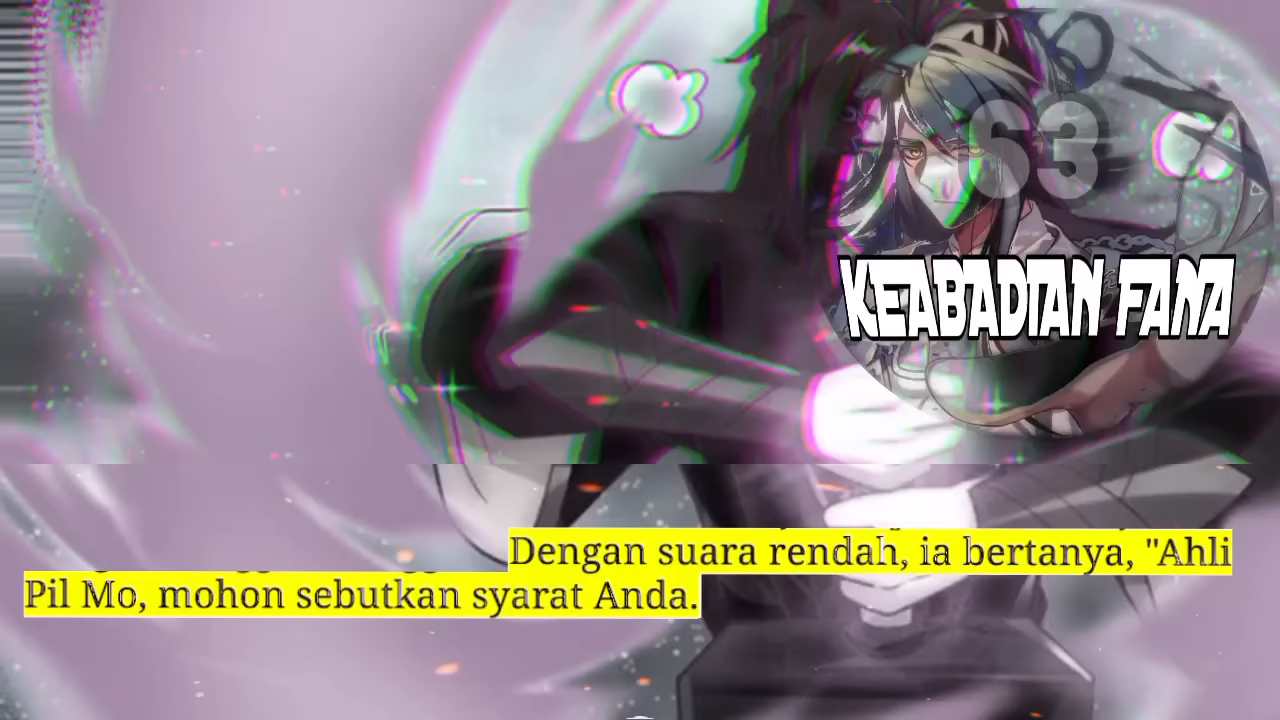 63
KEABADIAN FANA
Dengan suara rendah, ia bertanya, "Ahli
Pil Mo, mohon sebutkan syarat Anda.